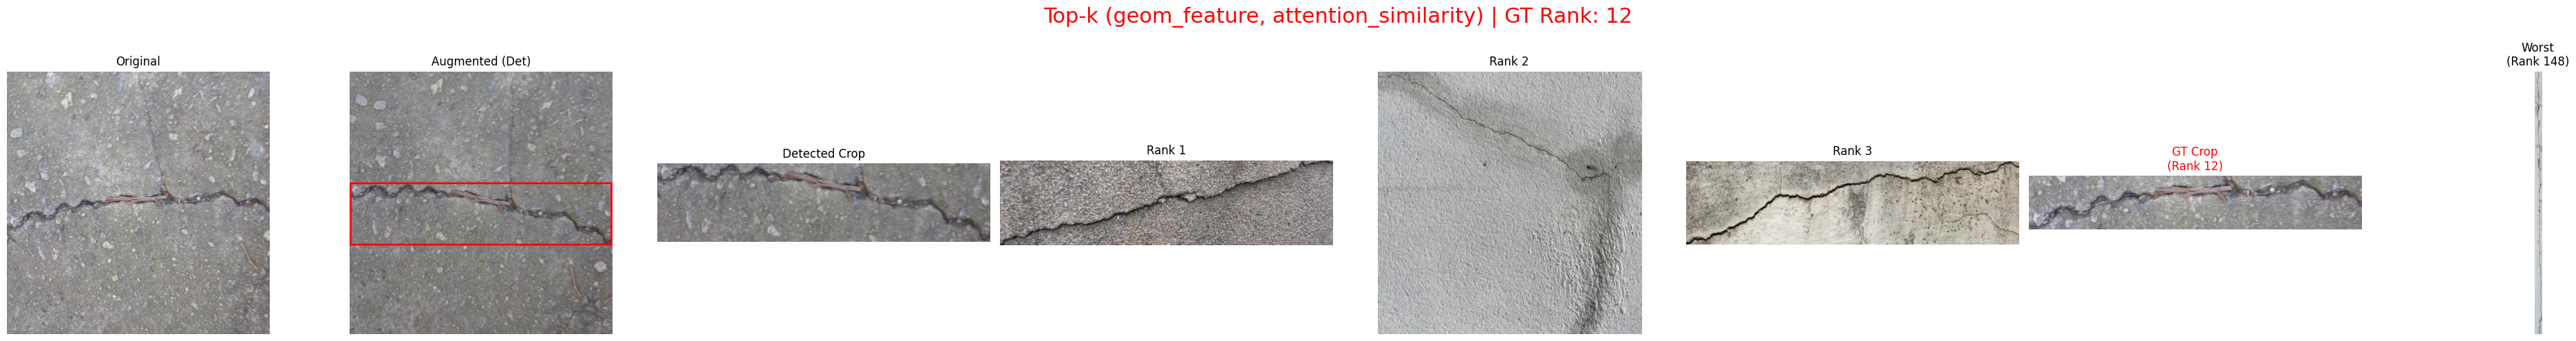 Top-k (geom_feature, attention_similarity) | GT Rank: 12
Original
Augmented (Det)
Detected Crop
Rank 1
Rank 2
Rank 3
GT Crop
(Rank 12)
Worst
(Rank 148)